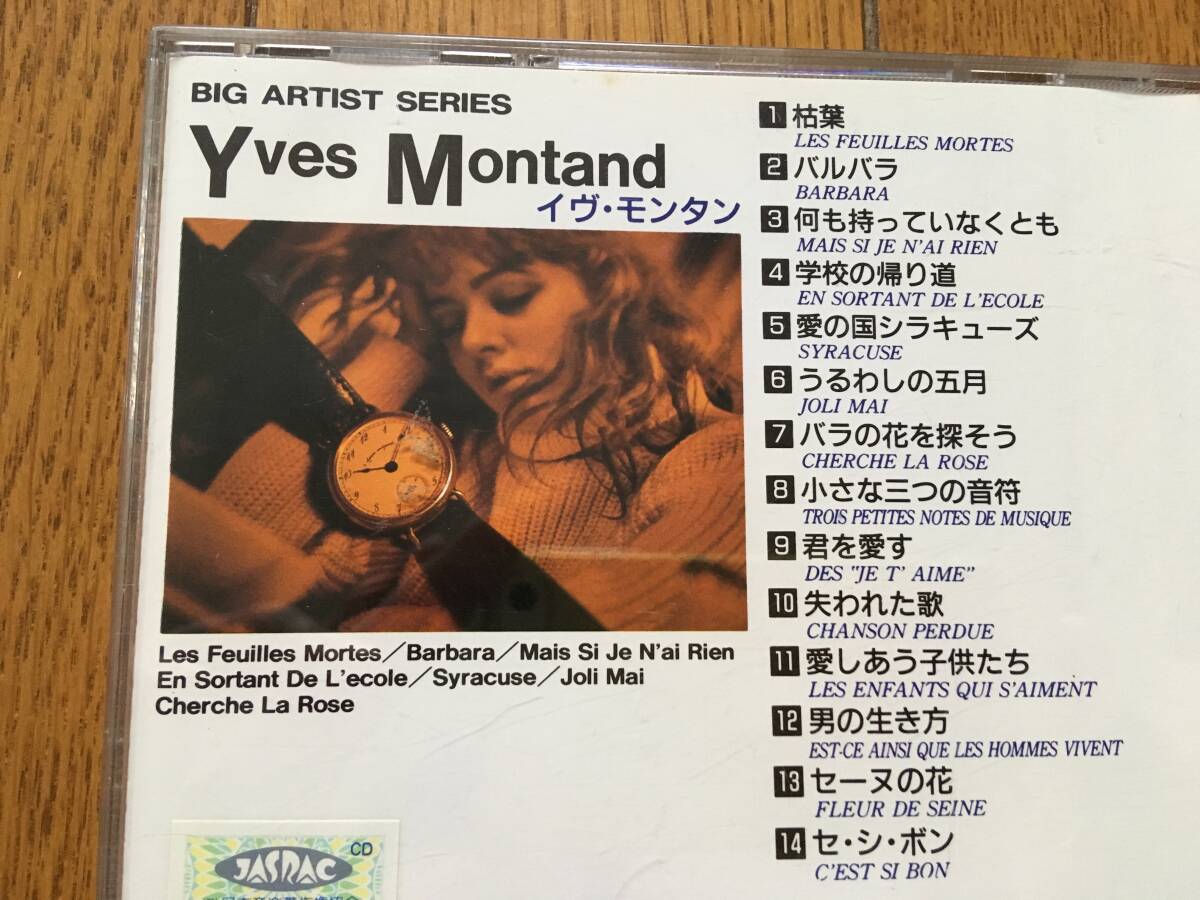 BIG ARTIST SERIES
Yves Montand
イヴ・モンタン
Les Feuilles Mortes／Barbara／Mais Si Je N'ai Rien
En Sortant De L'ecole／Syracuse／Joli Mai
Cherche La Rose
JASRAC
CD
1 枯葉
LES FEUILLES MORTES
2 バルバラ
BARBARA
3 何も持っていなくとも
MAIS SI JE N'AI RIEN
4 学校の帰り道
EN SORTANT DE L'ECOLE
5 愛の国シラキューズ
SYRACUSE
6 うるわしの五月
JOLI MAI
7 バラの花を探そう
CHERCHE LA ROSE
8 小さな三つの音符
TROIS PETITES NOTES DE MUSIQUE
9 君を愛す
DES "JE T' AIME"
10 失われた歌
CHANSON PERDUE
11 愛しあう子供たち
LES ENFANTS QUI S'AIMENT
12 男の生き方
EST-CE AINSI QUE LES HOMMES VIVENT
13 セーヌの花
FLEUR DE SEINE
14 セ・シ・ボン
C'EST SI BON